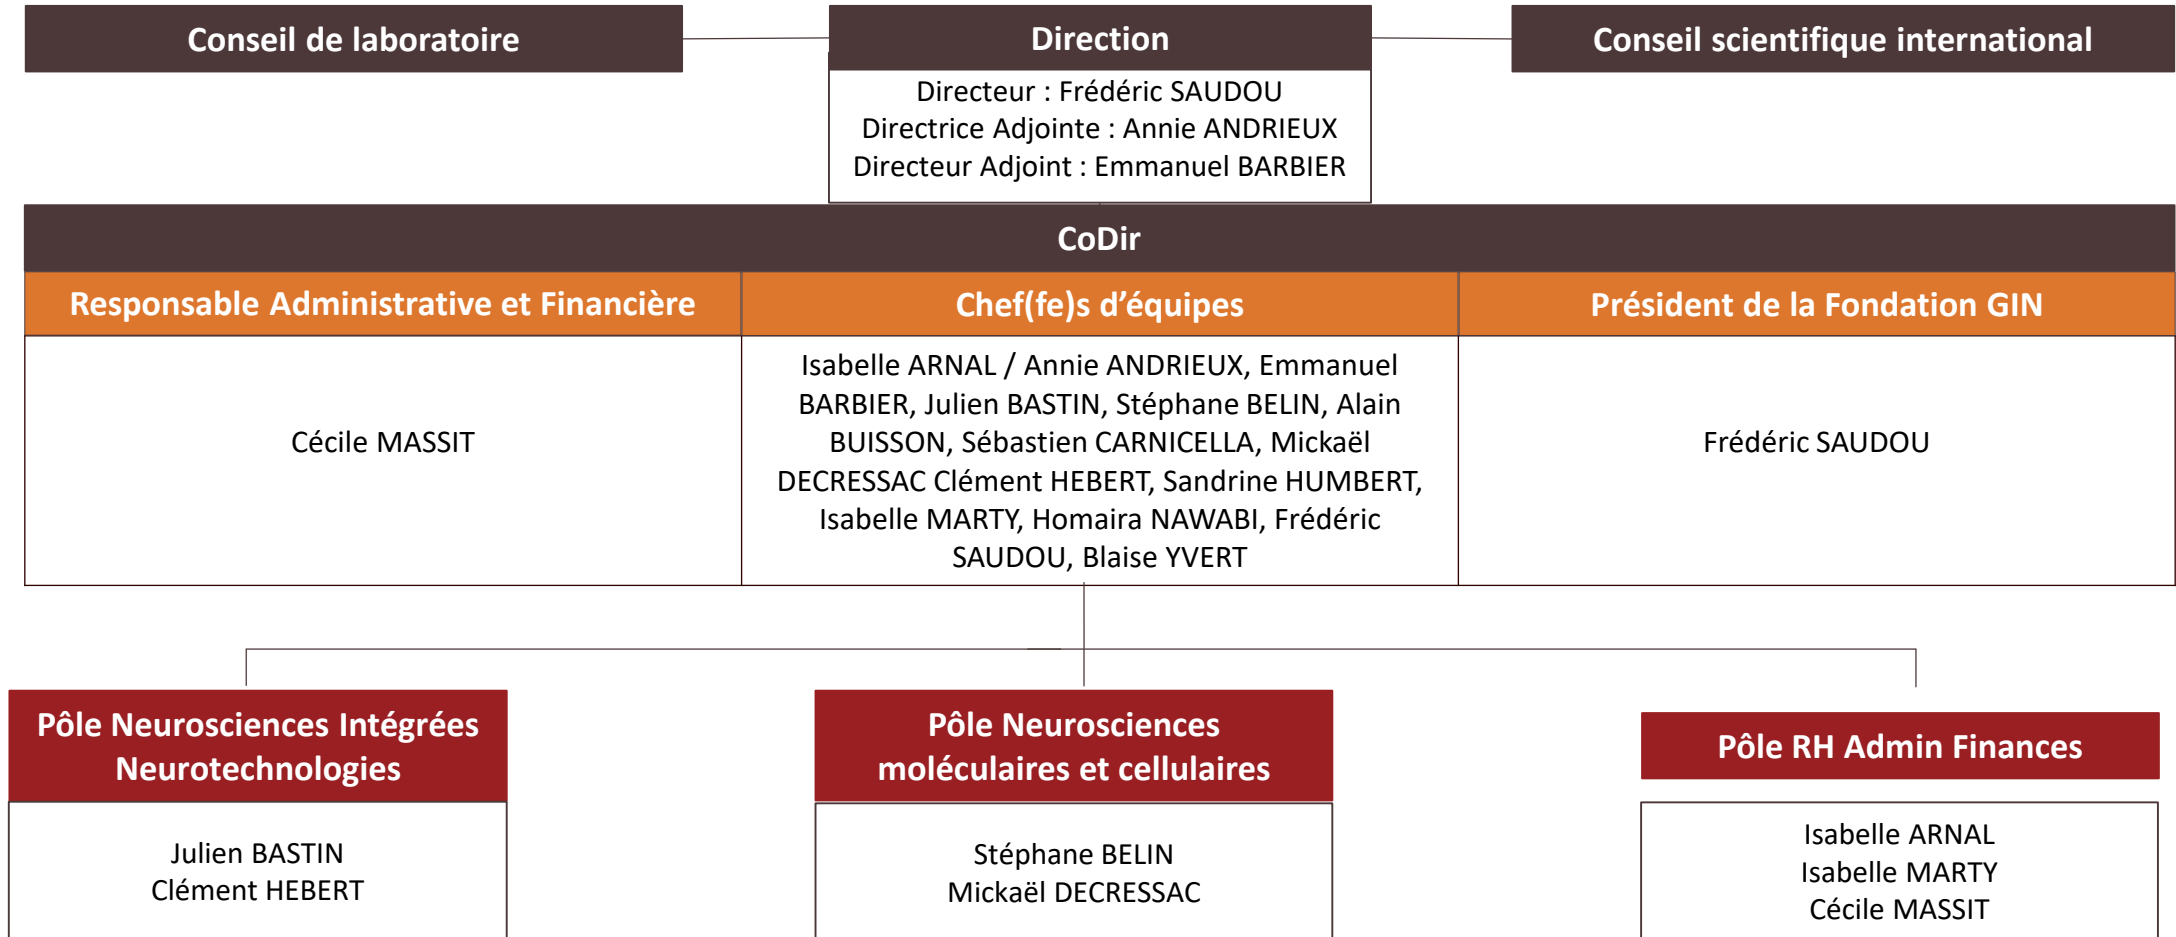 Conseil de laboratoire
Direction
Conseil scientifique international
Directeur : Frédéric SAUDOU
Directrice Adjointe : Annie ANDRIEUX
Directeur Adjoint : Emmanuel BARBIER
CoDir
Responsable Administrative et Financière
Chef(fe)s d’équipes
Président de la Fondation GIN
Cécile MASSIT
Isabelle ARNAL / Annie ANDRIEUX, Emmanuel
BARBIER, Julien BASTIN, Stéphane BELIN, Alain
BUISSON, Sébastien CARNICELLA, Mickaël
DECRESSAC Clément HEBERT, Sandrine HUMBERT,
Isabelle MARTY, Homaira NAWABI, Frédéric
SAUDOU, Blaise YVERT
Frédéric SAUDOU
Pôle Neurosciences Intégrées
Neurotechnologies
Julien BASTIN
Clément HEBERT
Pôle Neurosciences
moléculaires et cellulaires
Stéphane BELIN
Mickaël DECRESSAC
Pôle RH Admin Finances
Isabelle ARNAL
Isabelle MARTY
Cécile MASSIT